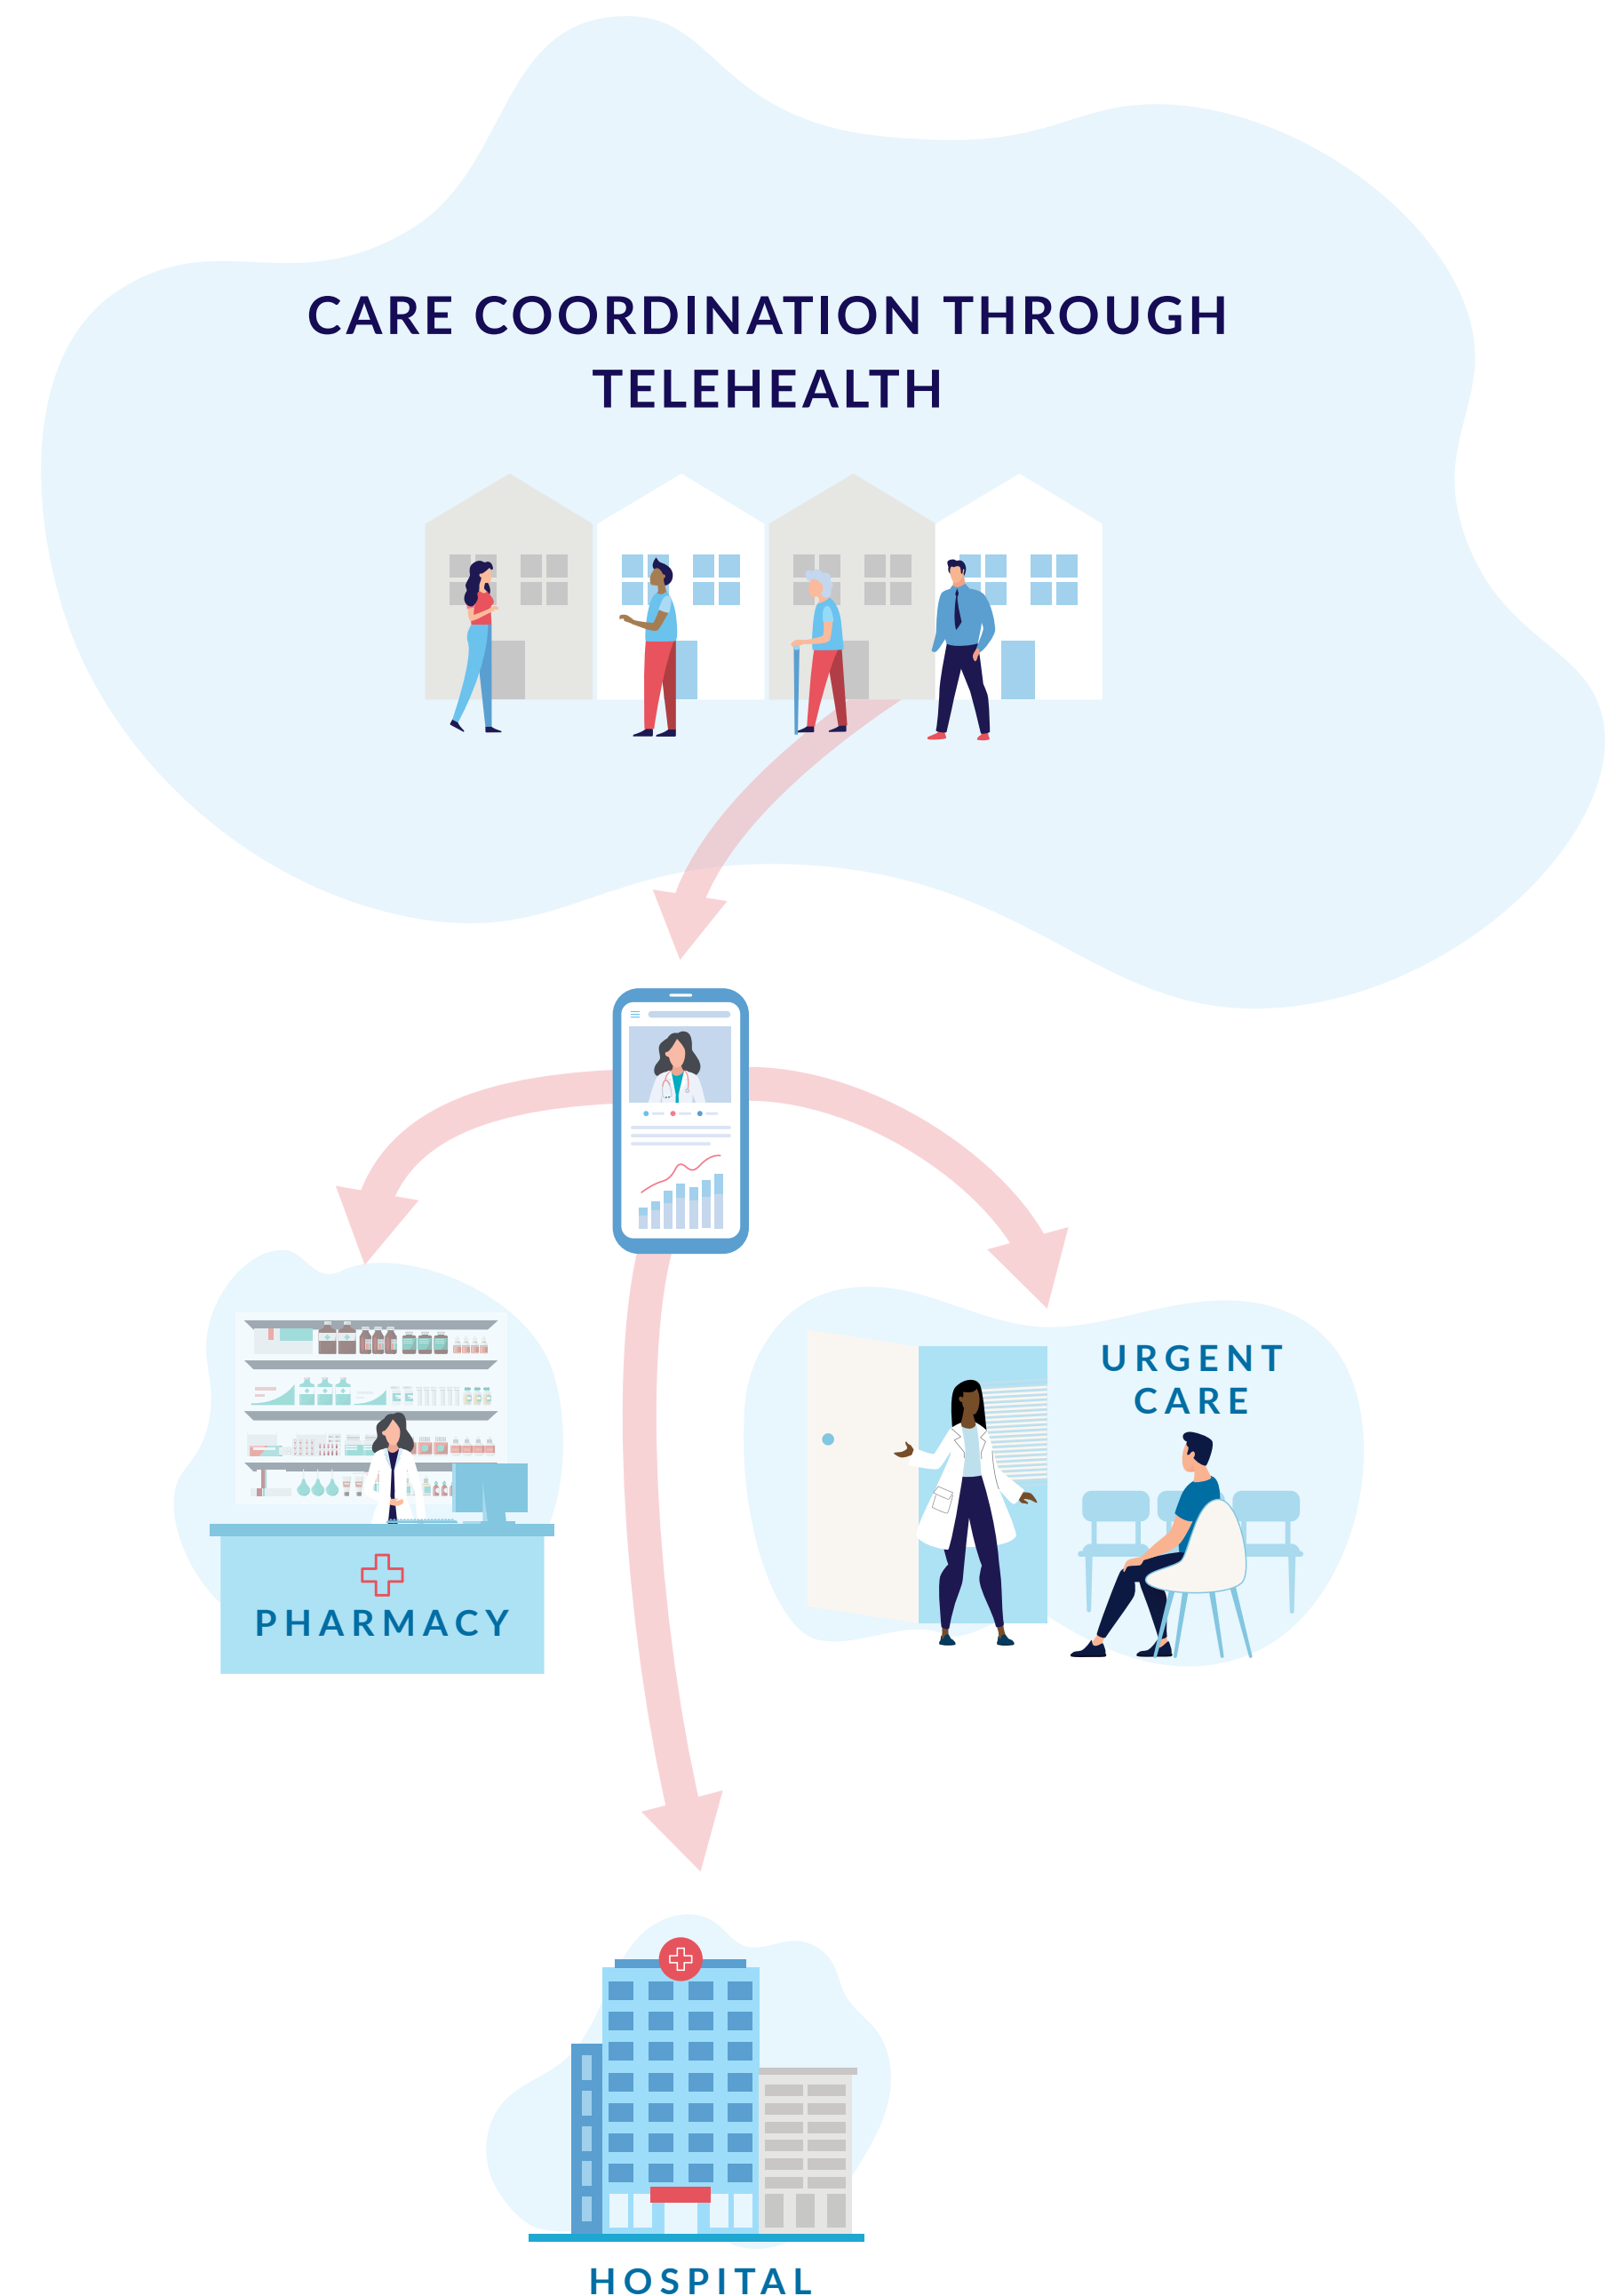 CARE COORDINATION THROUGH
TELEHEALTH
URGENT
CARE
PHARMACY
HOSPITAL